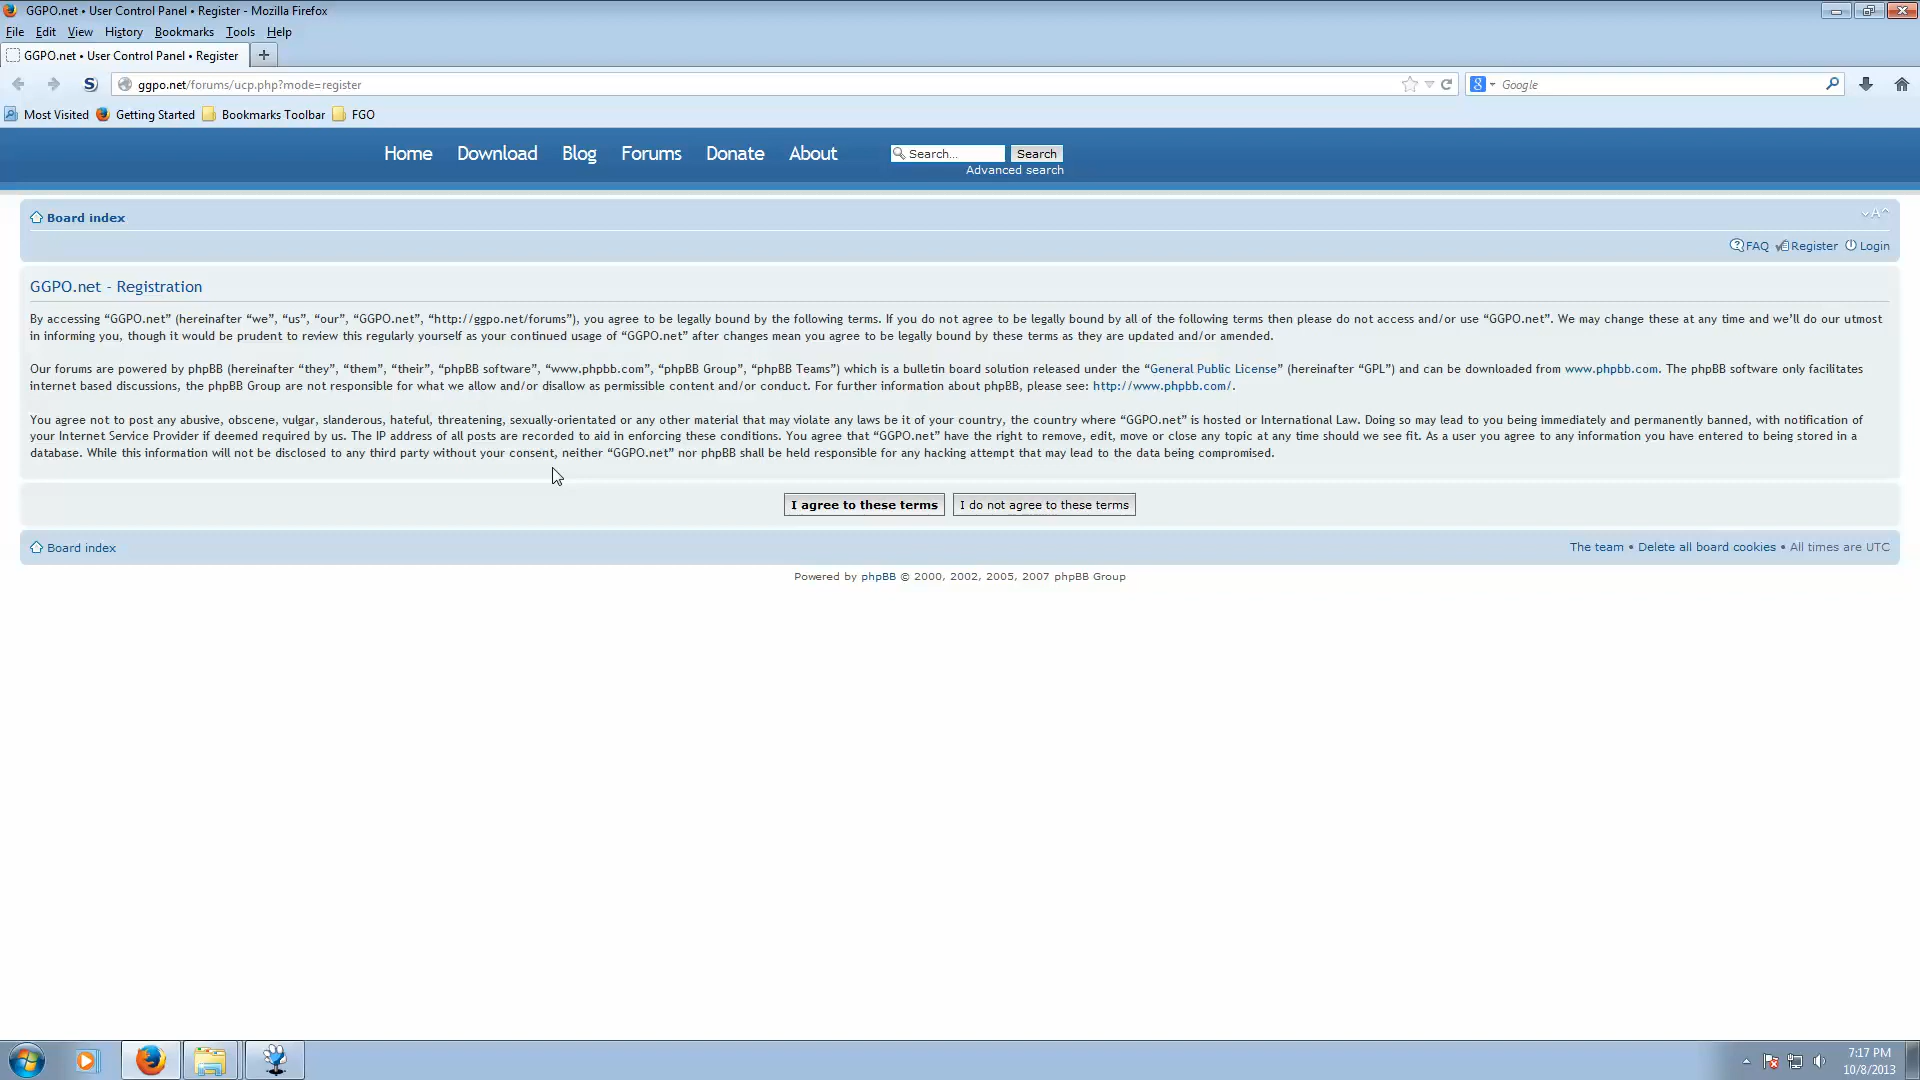 GGPO.net • User Control Panel • Register - Mozilla Firefox
File Edit View History Bookmarks Tools Help
GGPO.net • User Control Panel • Register +
S ggpo.net/forums/ucp.php?mode=register 8 Google
Most Visited Getting Started Bookmarks Toolbar FGO
Home Download Blog Forums Donate About Search... Search
Advanced search
Board index
A
FAQ Register Login
GGPO.net - Registration
By accessing “GGPO.net” (hereinafter “we”, “us”, “our”, “GGPO.net”, “http://ggpo.net/forums”), you agree to be legally bound by the following terms. If you do not agree to be legally bound by all of the following terms then please do not access and/or use “GGPO.net”. We may change these at any time and we’ll do our utmost
in informing you, though it would be prudent to review this regularly yourself as your continued usage of “GGPO.net” after changes mean you agree to be legally bound by these terms as they are updated and/or amended.
Our forums are powered by phpBB (hereinafter “they”, “them”, “their”, “phpBB software”, “www.phpbb.com”, “phpBB Group”, “phpBB Teams”) which is a bulletin board solution released under the “General Public License” (hereinafter “GPL”) and can be downloaded from www.phpbb.com. The phpBB software only facilitates
internet based discussions, the phpBB Group are not responsible for what we allow and/or disallow as permissible content and/or conduct. For further information about phpBB, please see: http://www.phpbb.com/.
You agree not to post any abusive, obscene, vulgar, slanderous, hateful, threatening, sexually-orientated or any other material that may violate any laws be it of your country, the country where “GGPO.net” is hosted or International Law. Doing so may lead to you being immediately and permanently banned, with notification of
your Internet Service Provider if deemed required by us. The IP address of all posts are recorded to aid in enforcing these conditions. You agree that “GGPO.net” have the right to remove, edit, move or close any topic at any time should we see fit. As a user you agree to any information you have entered to being stored in a
database. While this information will not be disclosed to any third party without your consent, neither “GGPO.net” nor phpBB shall be held responsible for any hacking attempt that may lead to the data being compromised.
I agree to these terms I do not agree to these terms
Board index The team • Delete all board cookies • All times are UTC
Powered by phpBB © 2000, 2002, 2005, 2007 phpBB Group
7:17 PM
10/8/2013